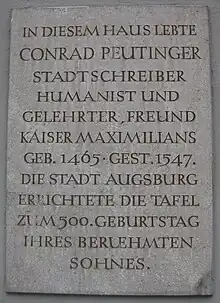 IN DIESEM HAUS LEBTE
CONRAD PEUTINGER
STADTSCHREIBER
HUMANIST UND
GELEHRTER, FREUND
KAISER MAXIMILIANS
GEB. 1465 · GEST. 1547.
DIE STADT AUGSBURG
ERRICHTETE DIE TAFEL
ZUM 500. GEBURTSTAG
IHRES BERUEHMTEN
SOHNES.